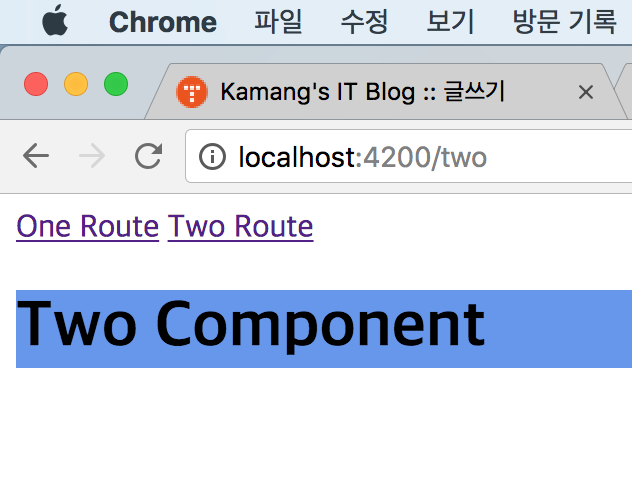 Chrome 파일 수정 보기 방문 기록
Kamang's IT Blog :: 글쓰기
localhost:4200/two
One Route Two Route
Two Component